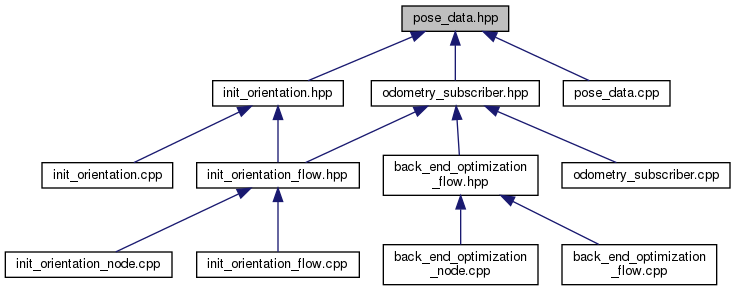 pose_data.hpp
init_orientation.hpp
odometry_subscriber.hpp
pose_data.cpp
init_orientation.cpp
init_orientation_flow.hpp
back_end_optimization
_flow.hpp
odometry_subscriber.cpp
init_orientation_node.cpp
init_orientation_flow.cpp
back_end_optimization
_node.cpp
back_end_optimization
_flow.cpp